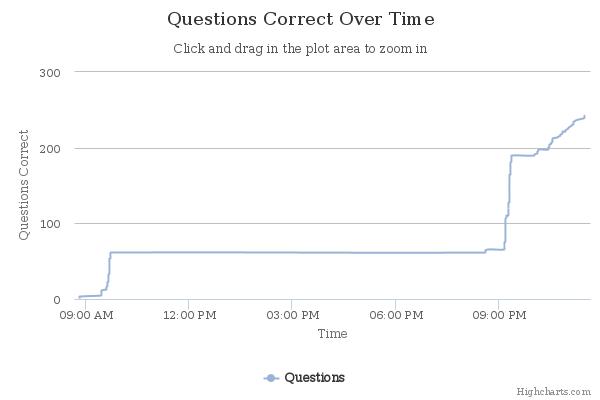 Questions Correct Over Time
Click and drag in the plot area to zoom in
Questions Correct
300
200
100
0
09:00 AM 12:00 PM 03:00 PM 06:00 PM 09:00 PM
Time
Questions
Highcharts.com